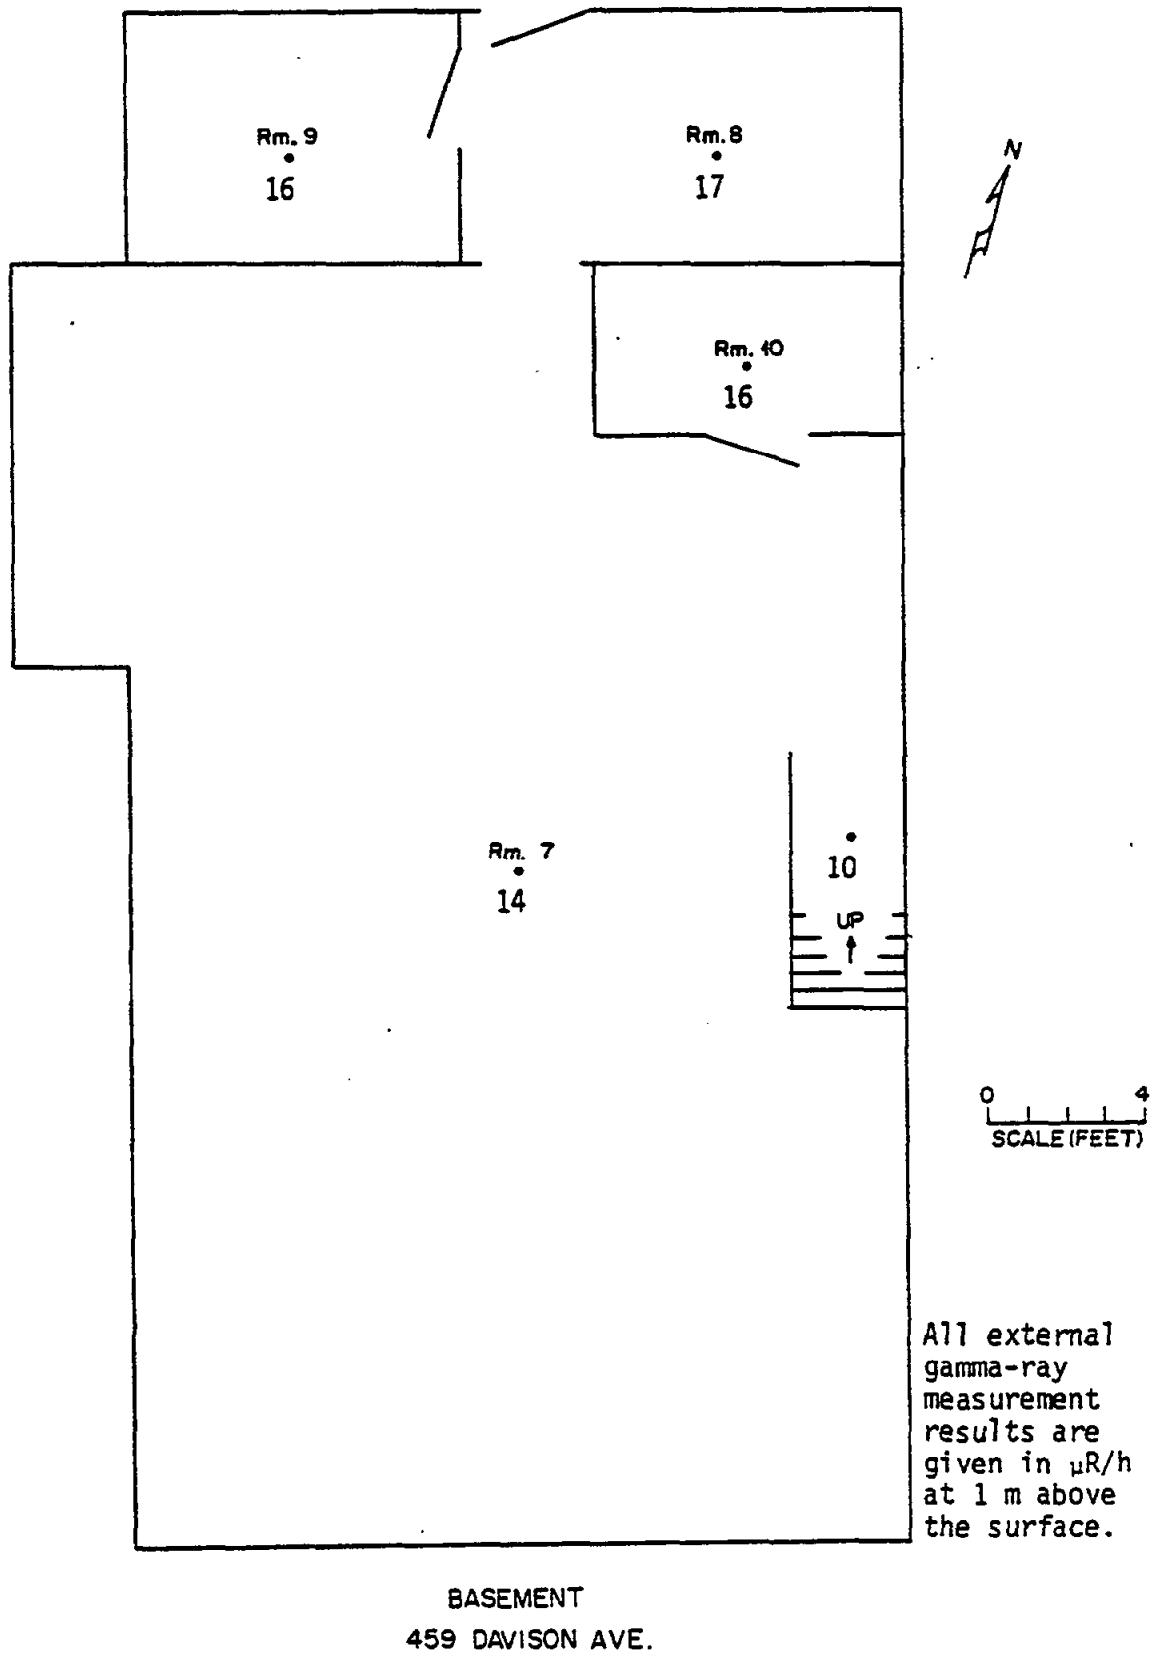 Rm. 9
16
Rm. 8
17
N
Rm. 10
16
Rm. 7
14
10
UP
0 4
SCALE (FEET)
All external
gamma-ray
measurement
results are
given in µR/h
at 1 m above
the surface.
BASEMENT
459 DAVISON AVE.